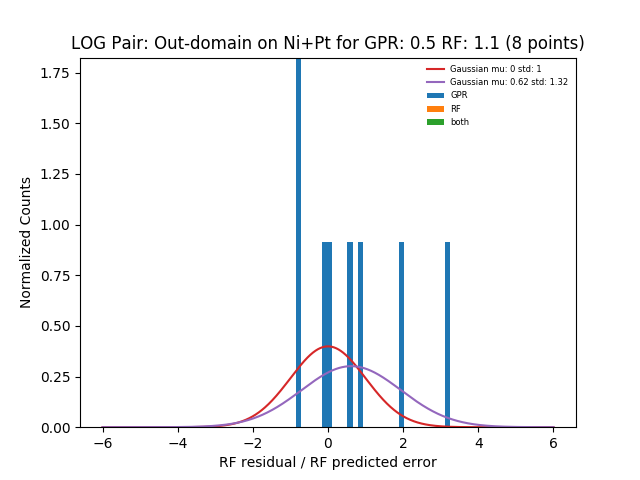 LOG Pair: Out-domain on Ni+Pt for GPR: 0.5 RF: 1.1 (8 points)
Gaussian mu: 0 std: 1
Gaussian mu: 0.62 std: 1.32
GPR
RF
both
Normalized Counts
1.75
1.50
1.25
1.00
0.75
0.50
0.25
0.00
−6 −4 −2 0 2 4 6
RF residual / RF predicted error